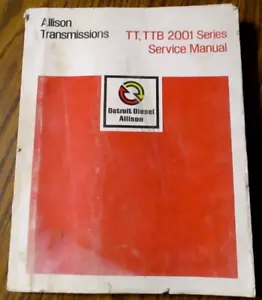 Allison
Transmissions
TT, TTB 2001 Series
Service Manual
Detroit Diesel
Allison